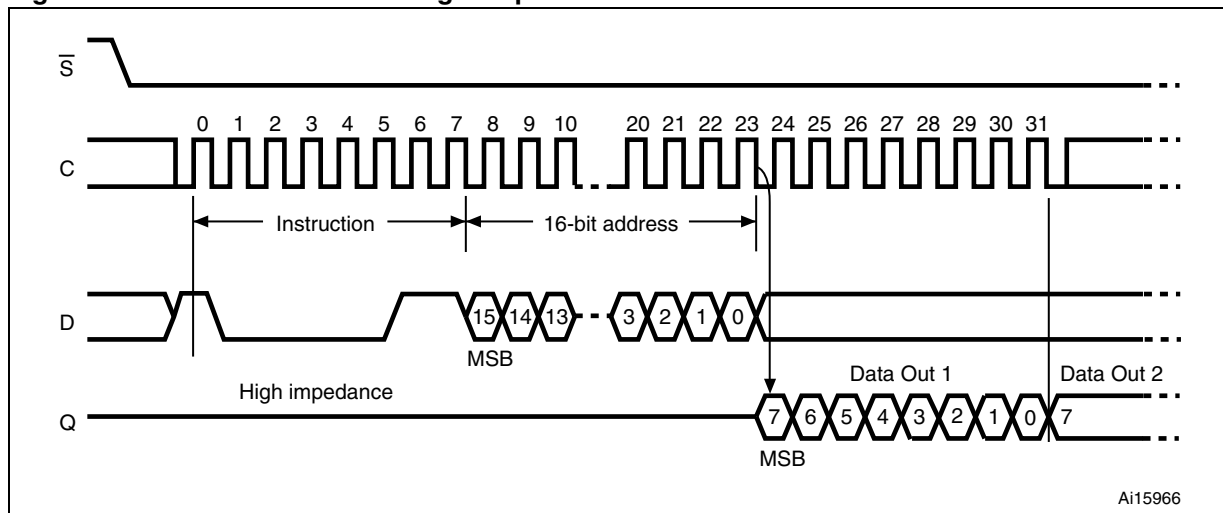 S
0 1 2 3 4 5 6 7 8 9 10 20 21 22 23 24 25 26 27 28 29 30 31
C
Instruction 16-bit address
D 15 14 13 3 2 1 0
MSB
High impedance Data Out 1 Data Out 2
Q 7 6 5 4 3 2 1 0 7
MSB
Ai15966